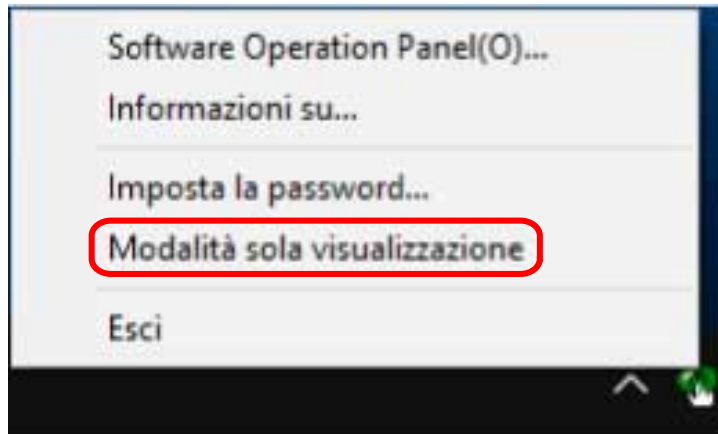 Software Operation Panel(O)...
Informazioni su...
Imposta la password...
Modalità sola visualizzazione
Esci